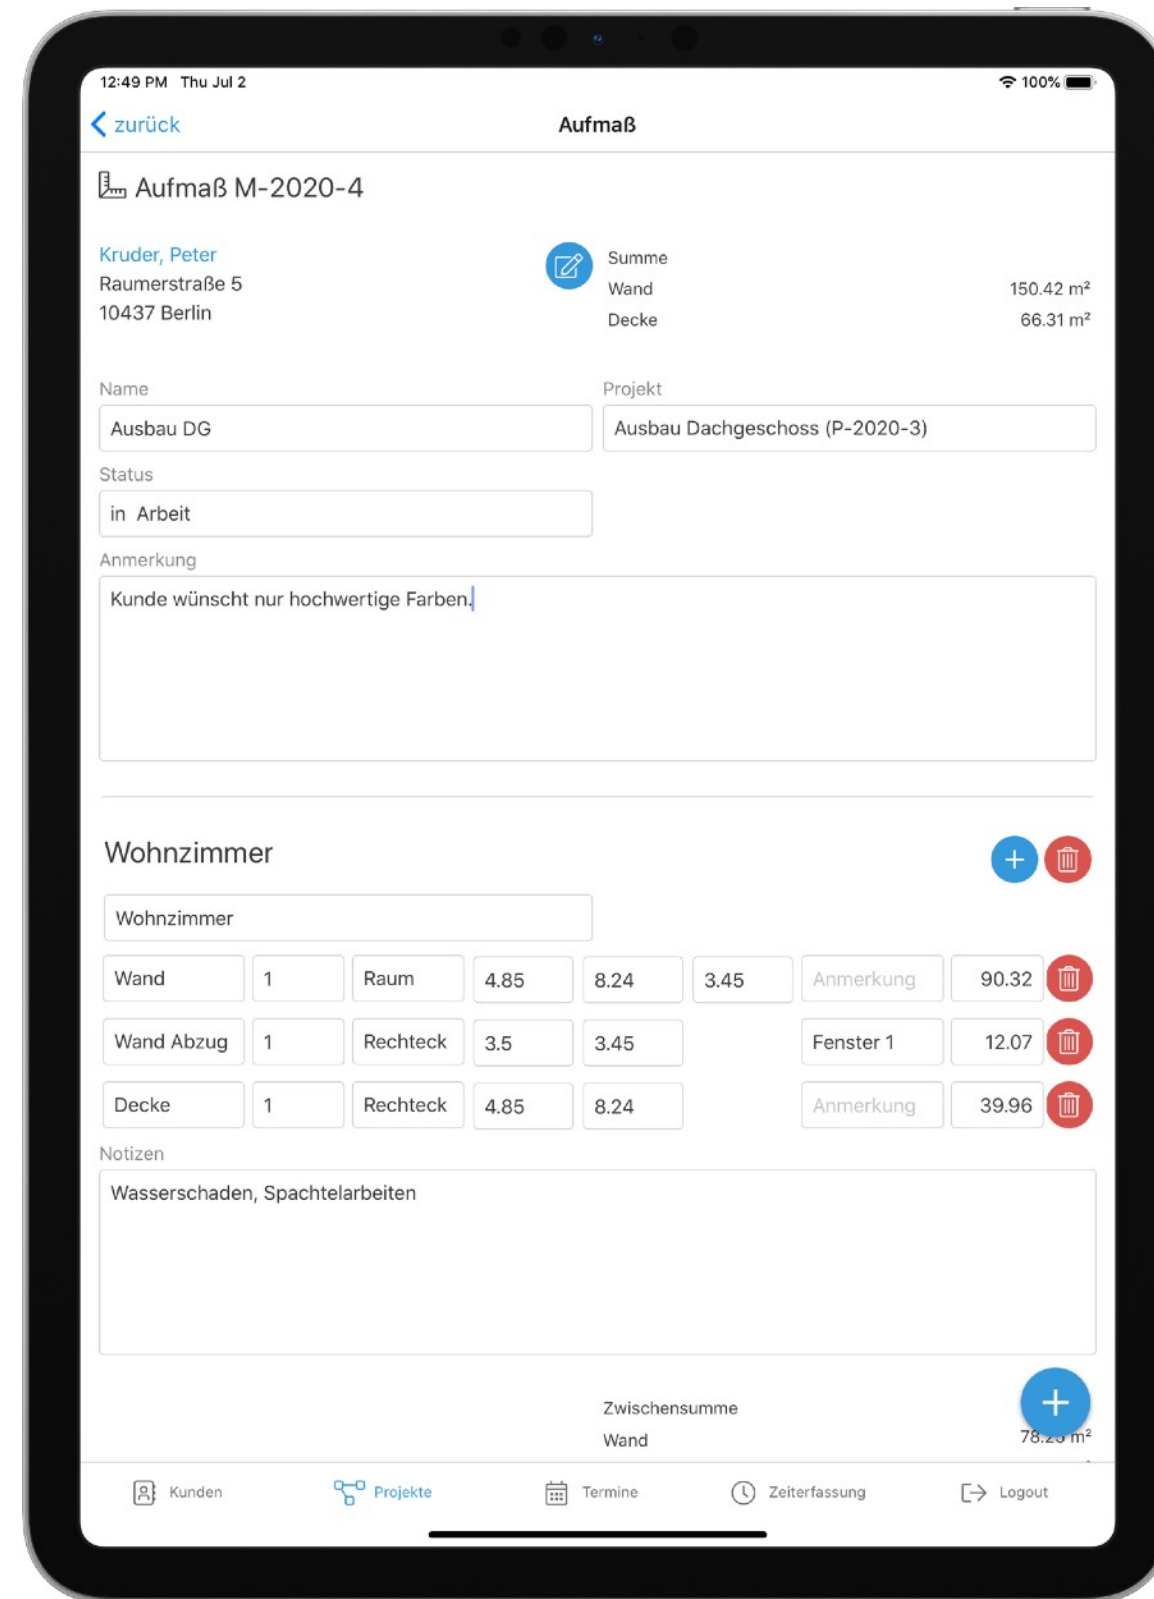 12:49 PM Thu Jul 2
100%
zurück
Aufmaß
Aufmaß M-2020-4
Kruder, Peter
Raumerstraße 5
10437 Berlin
Summe
Wand 150.42 m²
Decke 66.31 m²
Name
Ausbau DG
Projekt
Ausbau Dachgeschoss (P-2020-3)
Status
in Arbeit
Anmerkung
Kunde wünscht nur hochwertige Farben.
Wohnzimmer
Wohnzimmer
Wand 1 Raum 4.85 8.24 3.45 Anmerkung 90.32
Wand Abzug 1 Rechteck 3.5 3.45 Fenster 1 12.07
Decke 1 Rechteck 4.85 8.24 Anmerkung 39.96
Notizen
Wasserschaden, Spachtelarbeiten
Zwischensumme
Wand 78.25 m²
Kunden Projekte Termine Zeiterfassung Logout